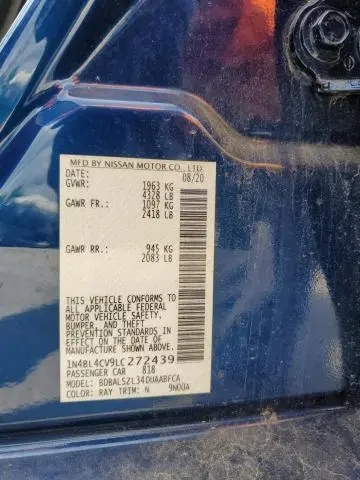 MFD BY NISSAN MOTOR CO., LTD.
DATE: 08/20
GVWR: 1963 KG
4328 LB
GAWR FR: 1097 KG
2418 LB
GAWR RR: 945 KG
2083 LB
THIS VEHICLE CONFORMS TO
ALL APPLICABLE FEDERAL
MOTOR VEHICLE SAFETY,
BUMPER, AND THEFT
PREVENTION STANDARDS IN
EFFECT ON THE DATE OF
MANUFACTURE SHOWN ABOVE.
1N4BL4CV9LC272439
PASSENGER CAR 818
MODEL: BDBALSZL34DUAABFCA
COLOR: RAY TRIM: N 9N00A